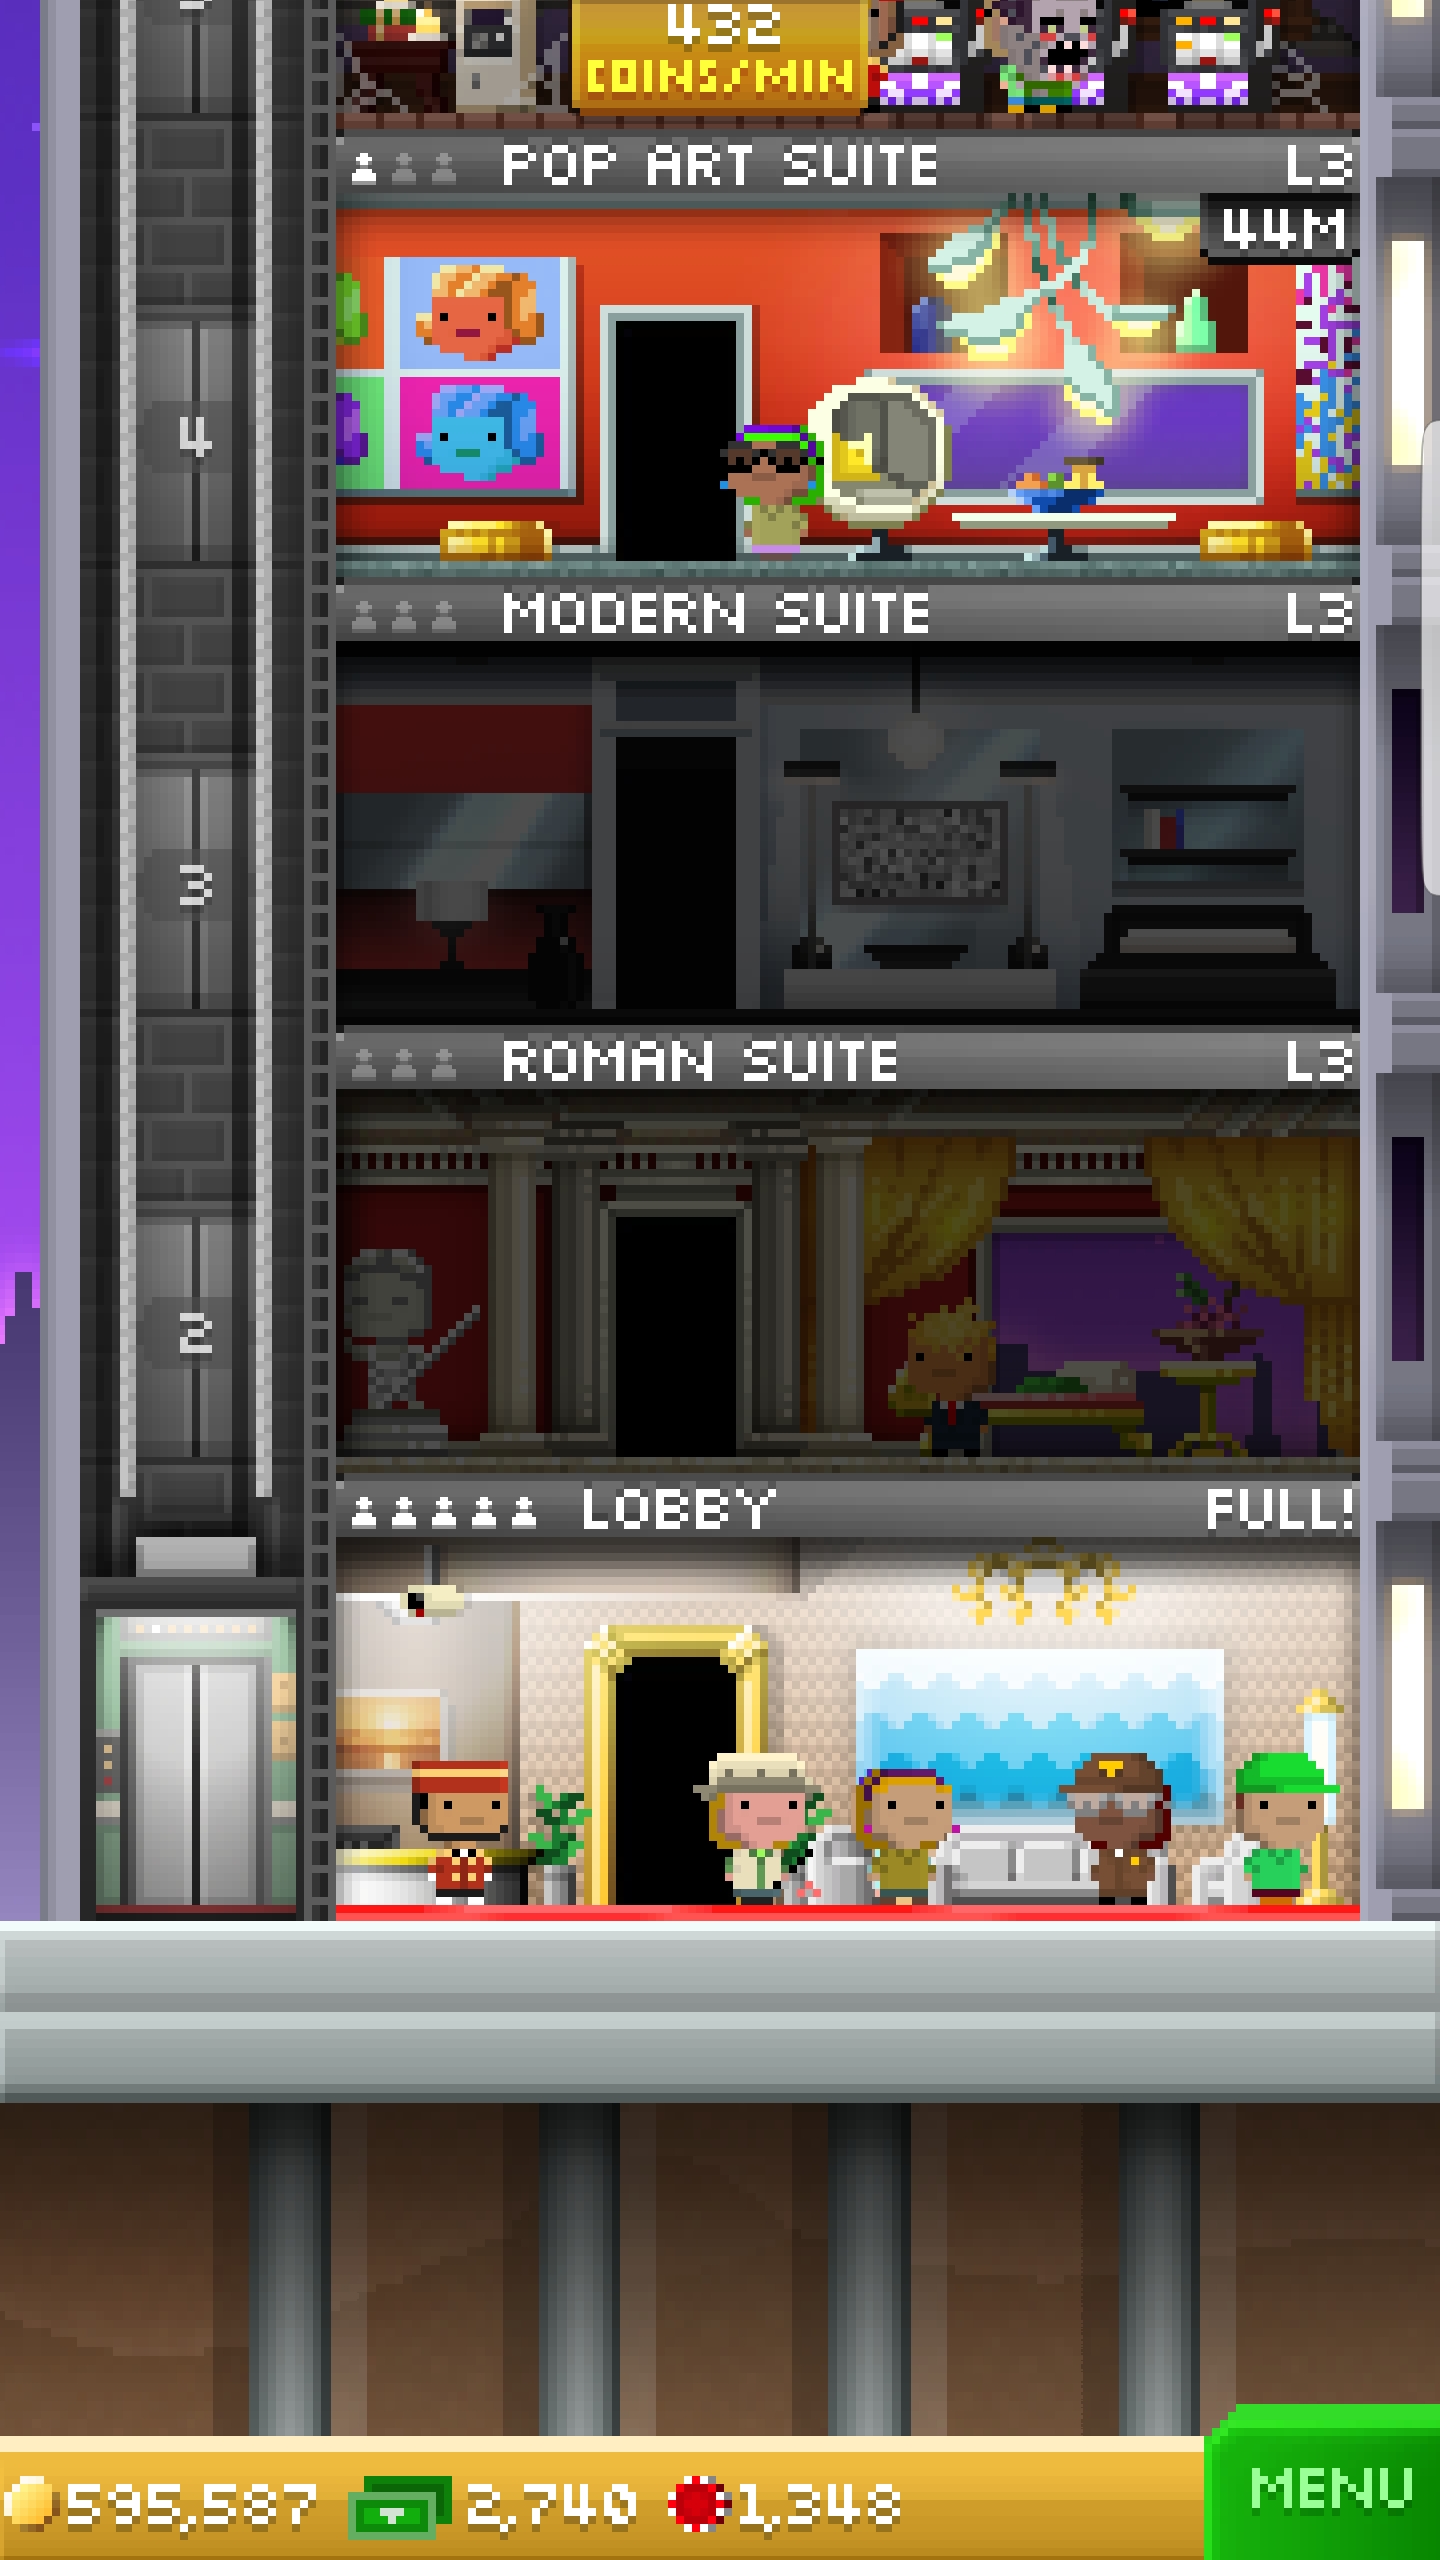 432
COINS/MIN
POP ART SUITE L3
44M
4
MODERN SUITE L3
3
ROMAN SUITE L3
2
LOBBY FULL!
595,587 2,740 1,348
MENU